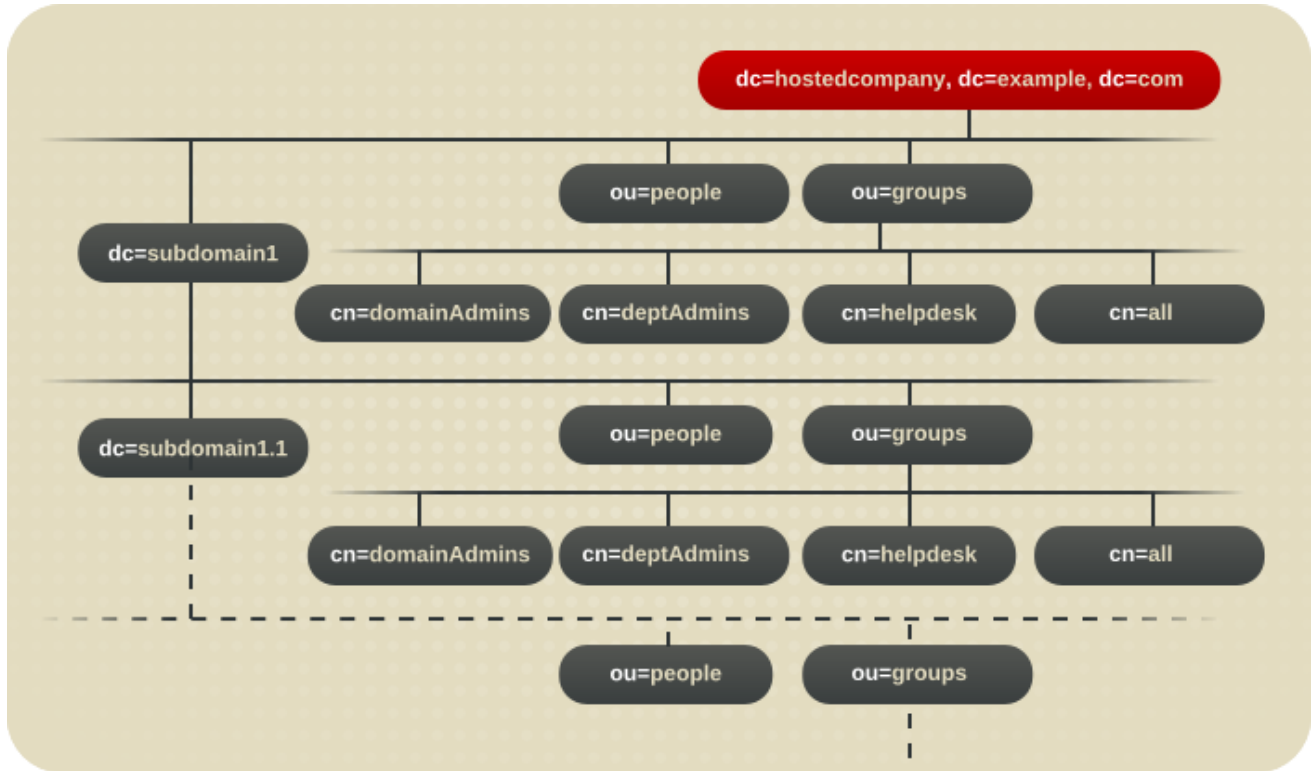 dc=hostedcompany, dc=example, dc=com
ou=people
ou=groups
dc=subdomain1
cn=domainAdmins
cn=deptAdmins
cn=helpdesk
cn=all
ou=people
ou=groups
dc=subdomain1.1
cn=domainAdmins
cn=deptAdmins
cn=helpdesk
cn=all
ou=people
ou=groups